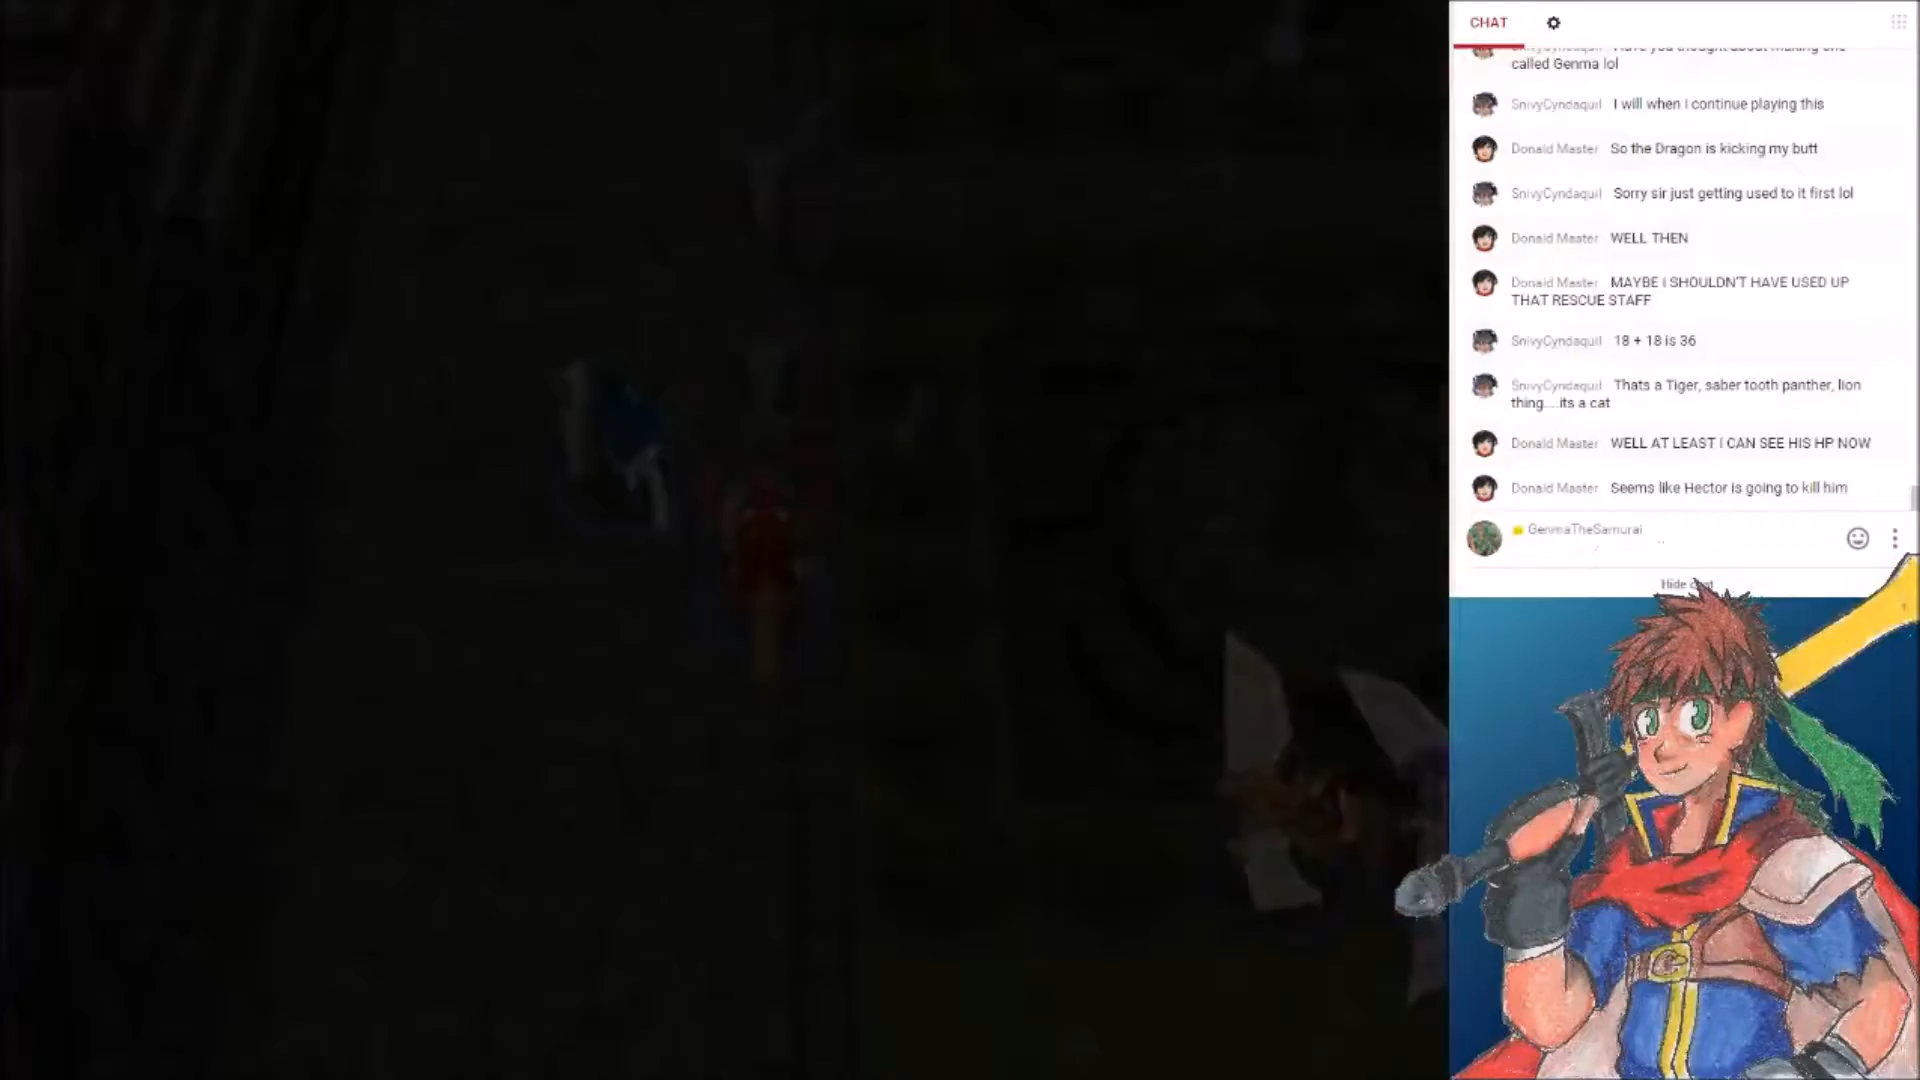 CHAT
called Genma lol
SnivyCyndaquil I will when I continue playing this
Donald Master So the Dragon is kicking my butt
SnivyCyndaquil Sorry sir just getting used to it first lol
Donald Master WELL THEN
Donald Master MAYBE I SHOULDN'T HAVE USED UP
THAT RESCUE STAFF
SnivyCyndaquil 18 + 18 is 36
SnivyCyndaquil Thats a Tiger, saber tooth panther, lion
thing....its a cat
Donald Master WELL AT LEAST I CAN SEE HIS HP NOW
Donald Master Seems like Hector is going to kill him
GenmaTheSamurai
Hide chat